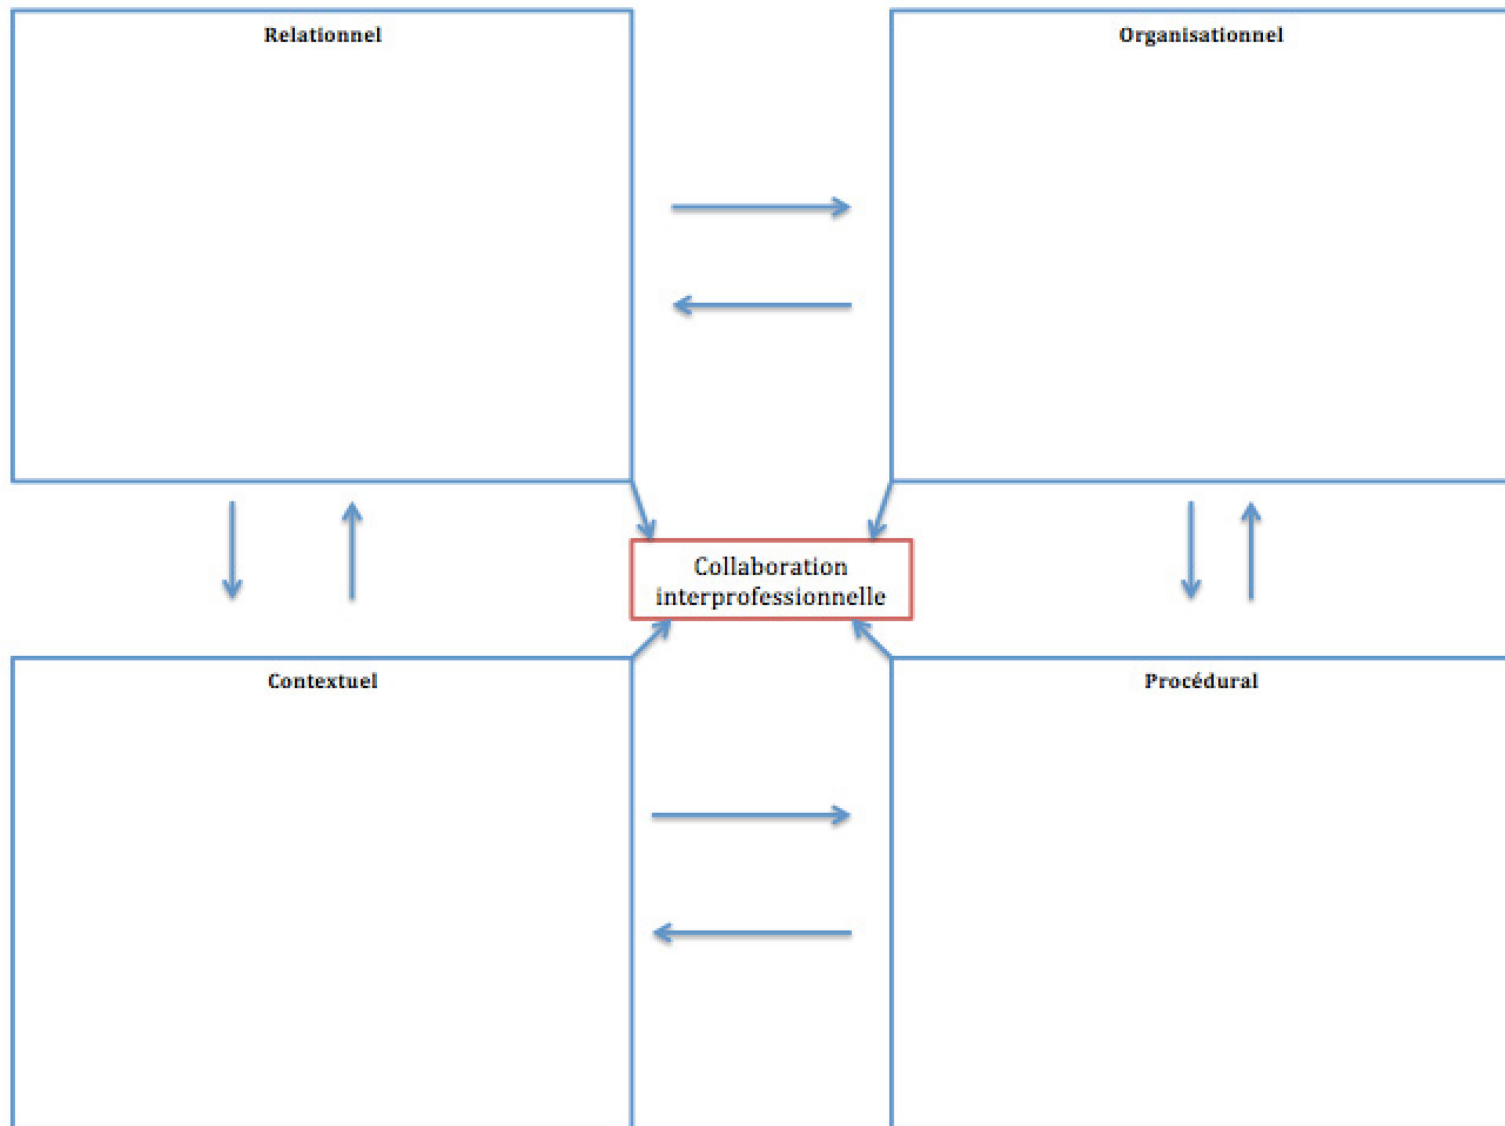 Relationnel
Organisationnel
Collaboration
interprofessionnelle
Contextuel
Procédural